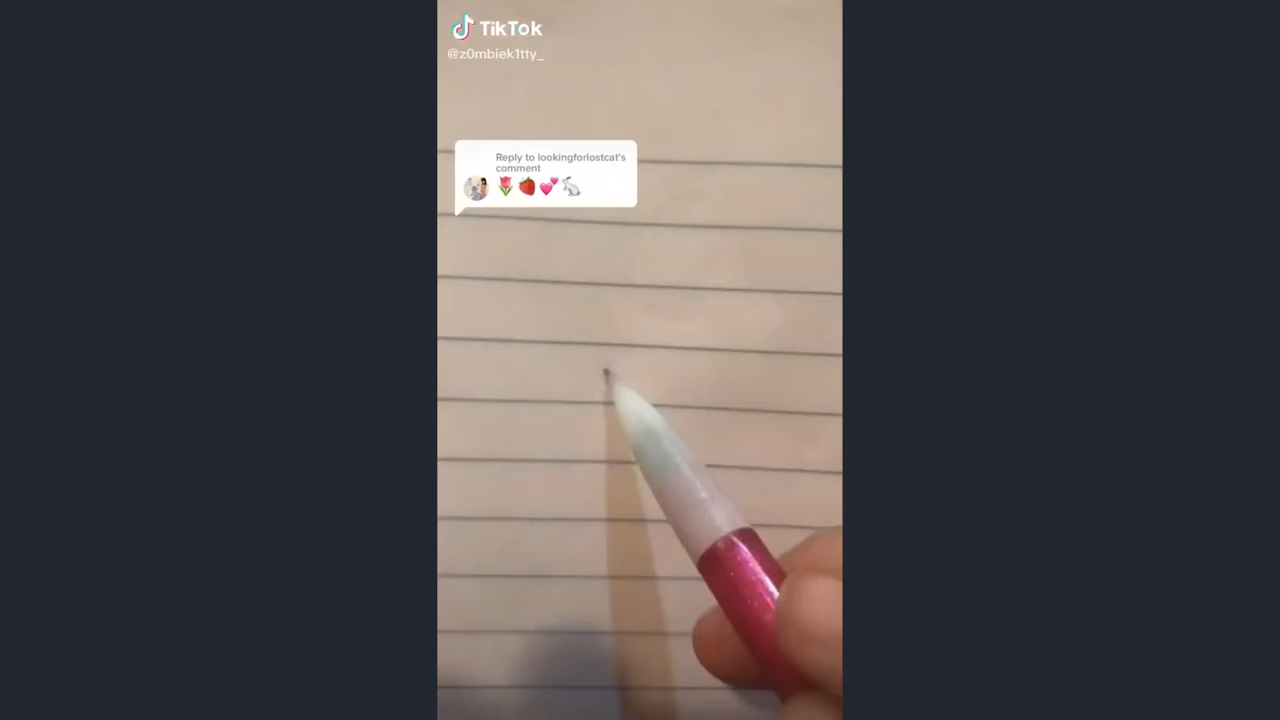 TikTok
@z0mbiek1tty_
Reply to lookingforlostcat's
comment
🌷🍓💕🐇